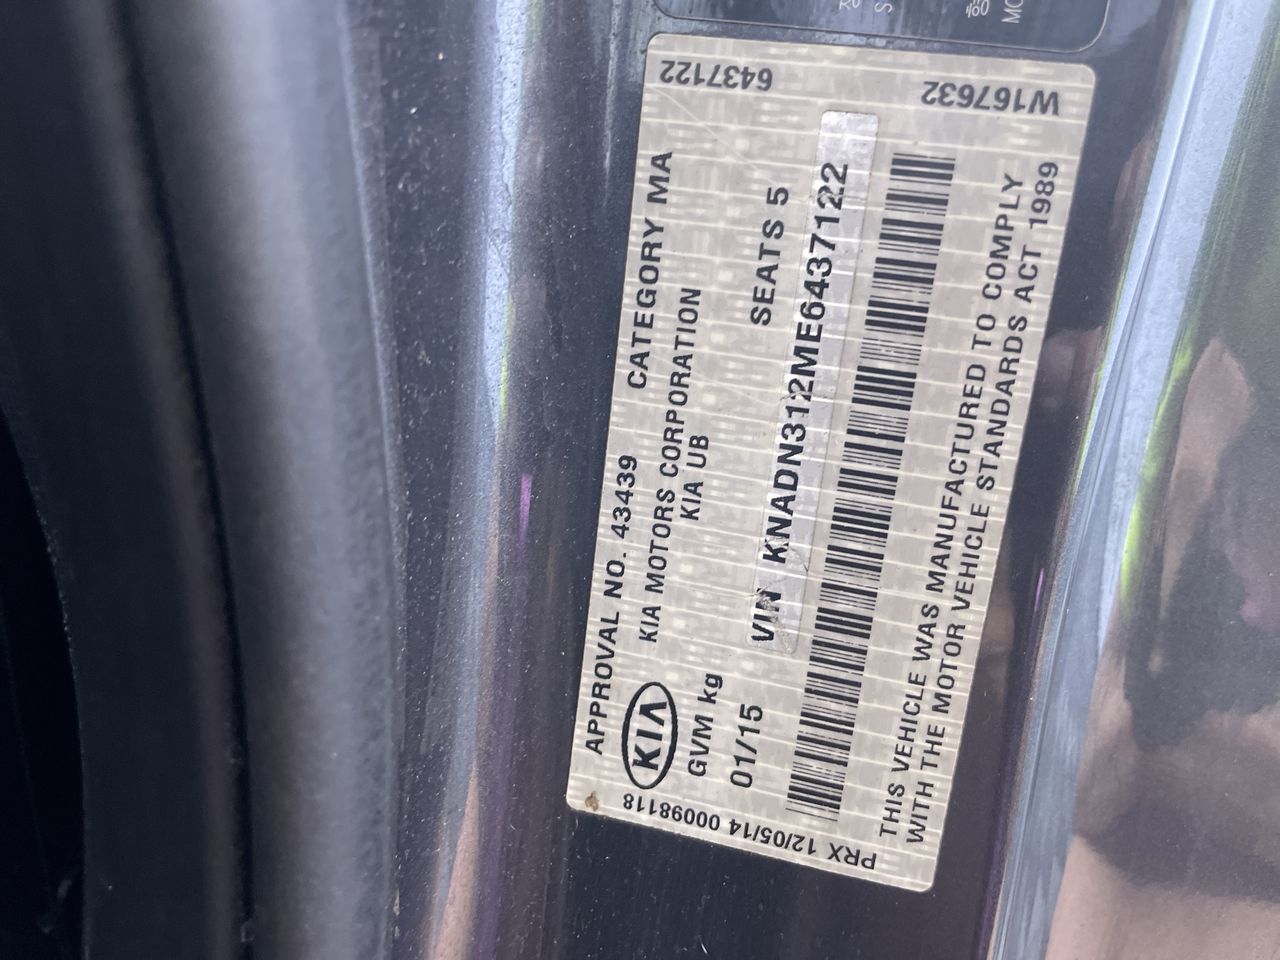 6437122
W167632
APPROVAL NO. 43439 CATEGORY MA
KIA
KIA MOTORS CORPORATION
KIA UB
GVM kg
01/15 SEATS 5
VIN KNADN312ME6437122
THIS VEHICLE WAS MANUFACTURED TO COMPLY
WITH THE MOTOR VEHICLE STANDARDS ACT 1989
PRX 12/05/14 00098118